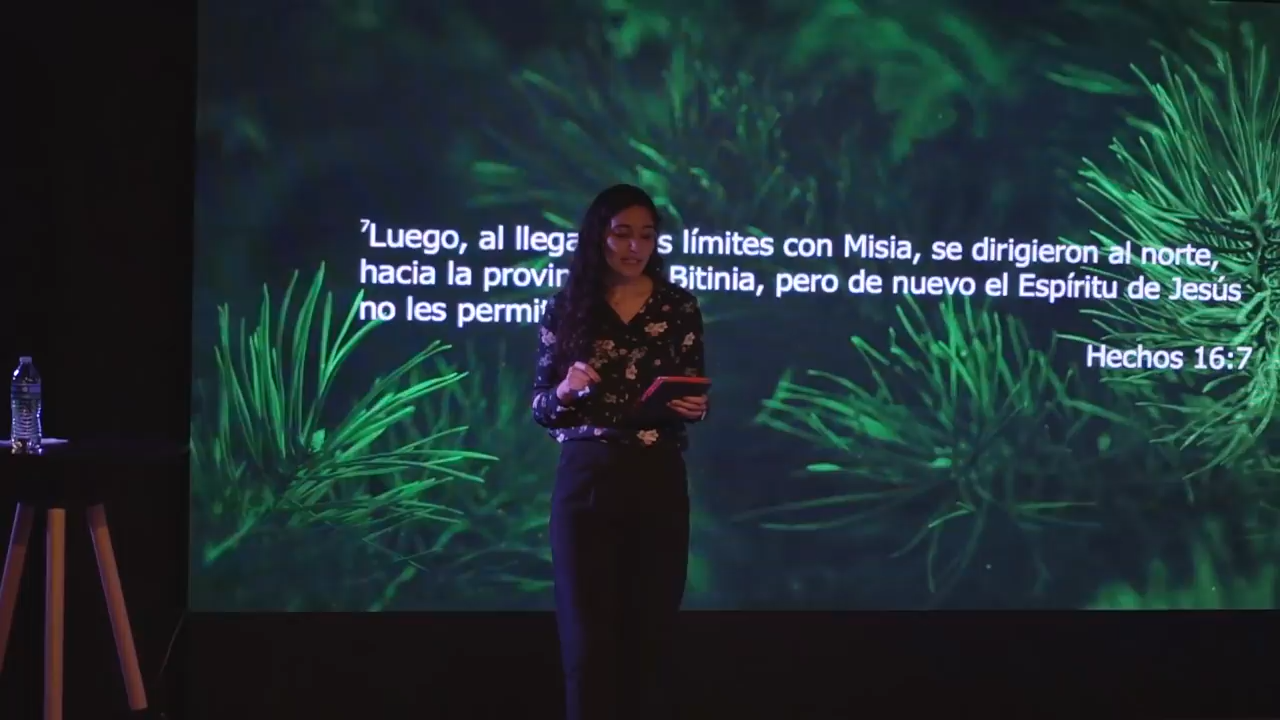 ⁷Luego, al llega s límites con Misia, se dirigieron al norte,
hacia la provin Bitinia, pero de nuevo el Espíritu de Jesús
no les permit
Hechos 16:7